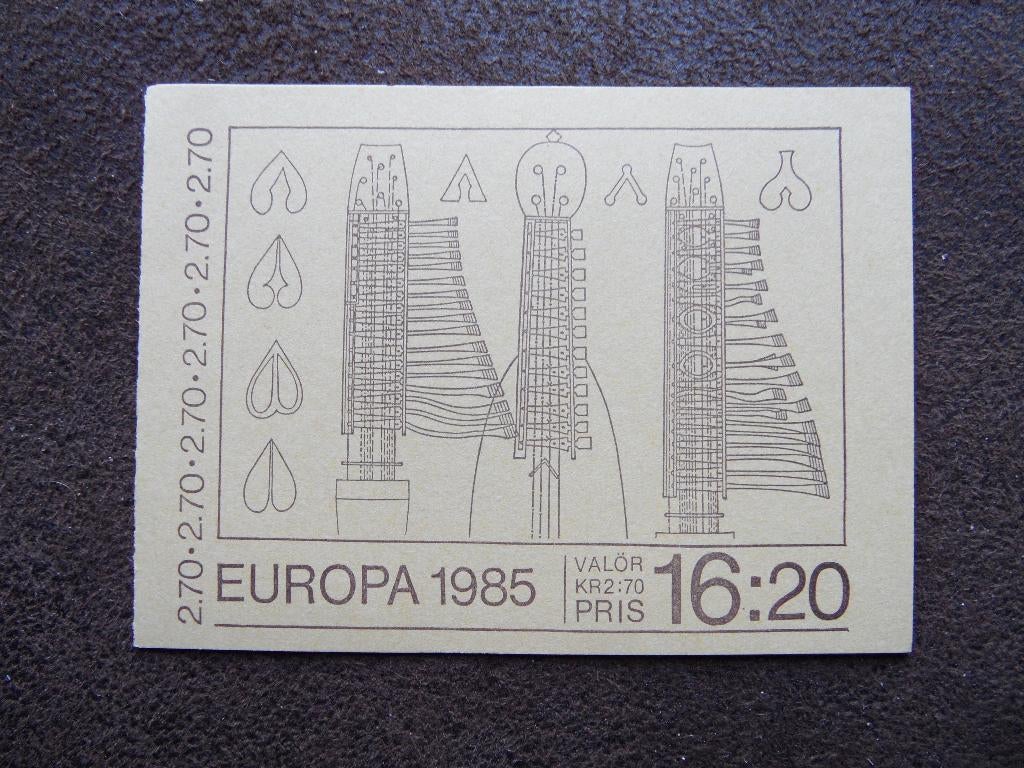 2.70 • 2.70 • 2.70 • 2.70 • 2.70 • 2.70
EUROPA 1985
VALÖR
KR2:70
PRIS
16:20